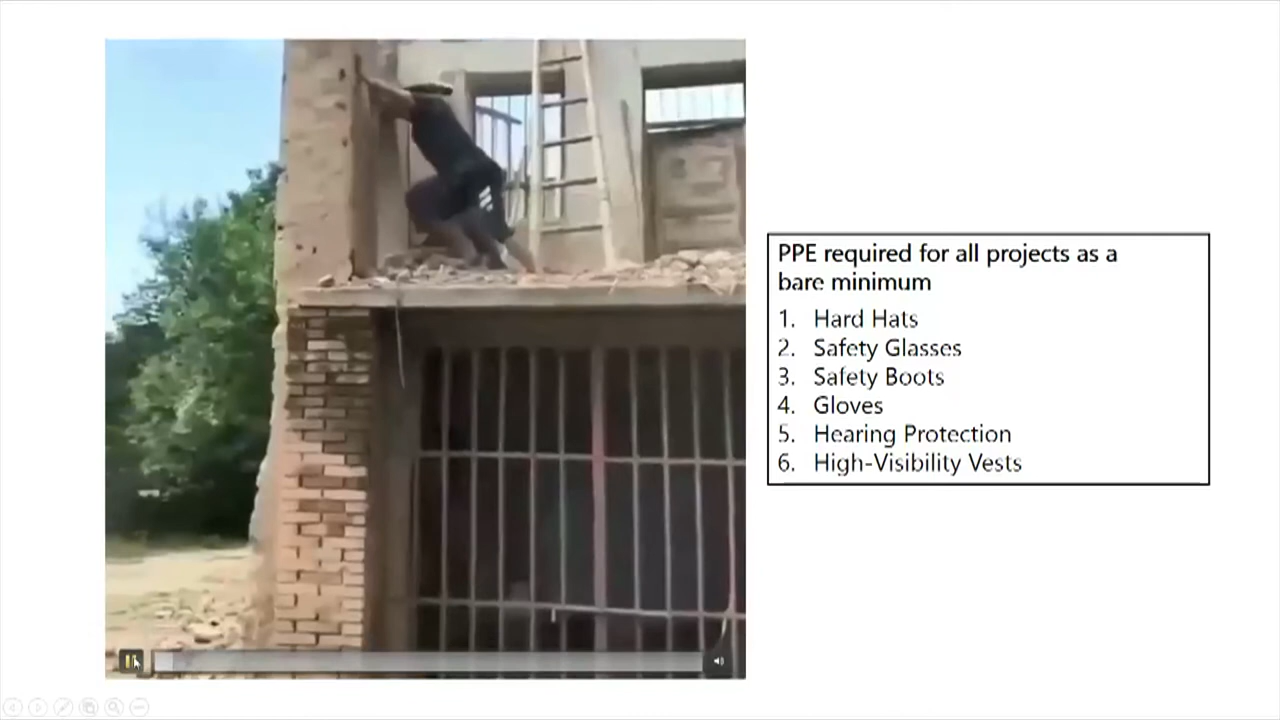 PPE required for all projects as a
bare minimum
1. Hard Hats
2. Safety Glasses
3. Safety Boots
4. Gloves
5. Hearing Protection
6. High-Visibility Vests